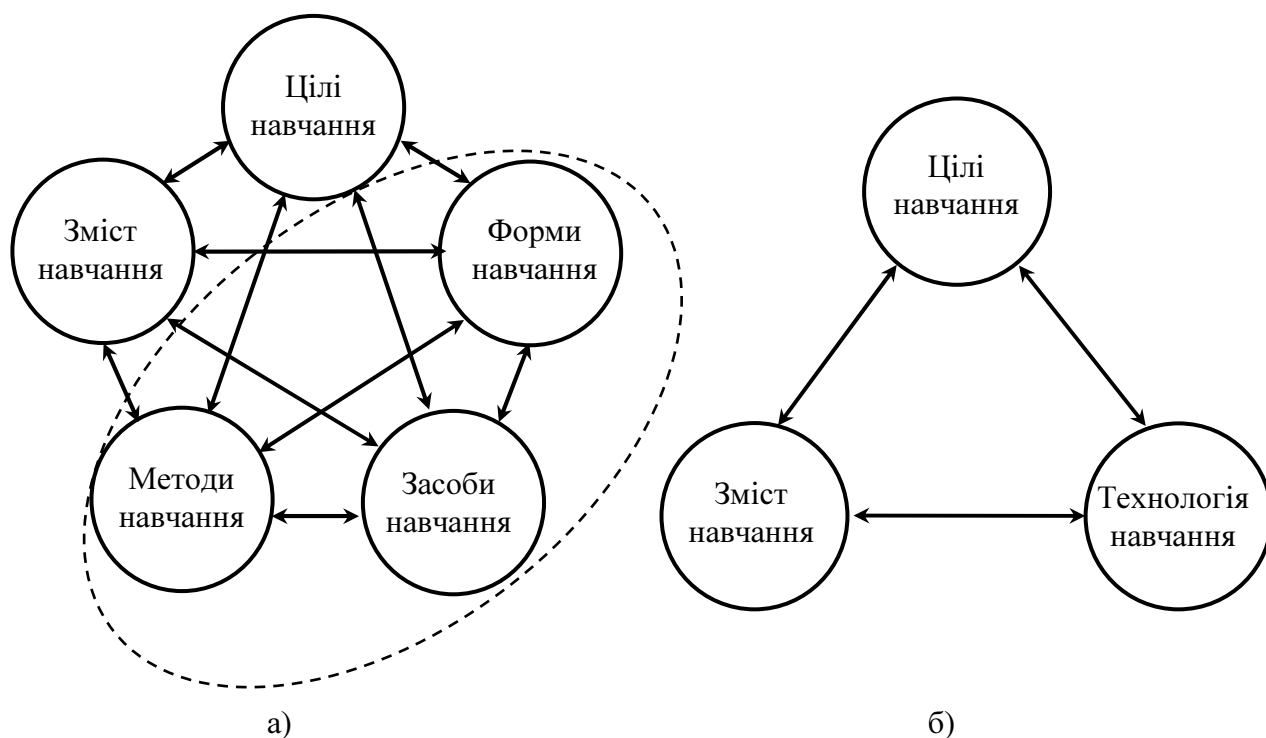 Цілі
навчання
Зміст
навчання
Форми
навчання
Методи
навчання
Засоби
навчання
а)
Цілі
навчання
Зміст
навчання
Технологія
навчання
б)